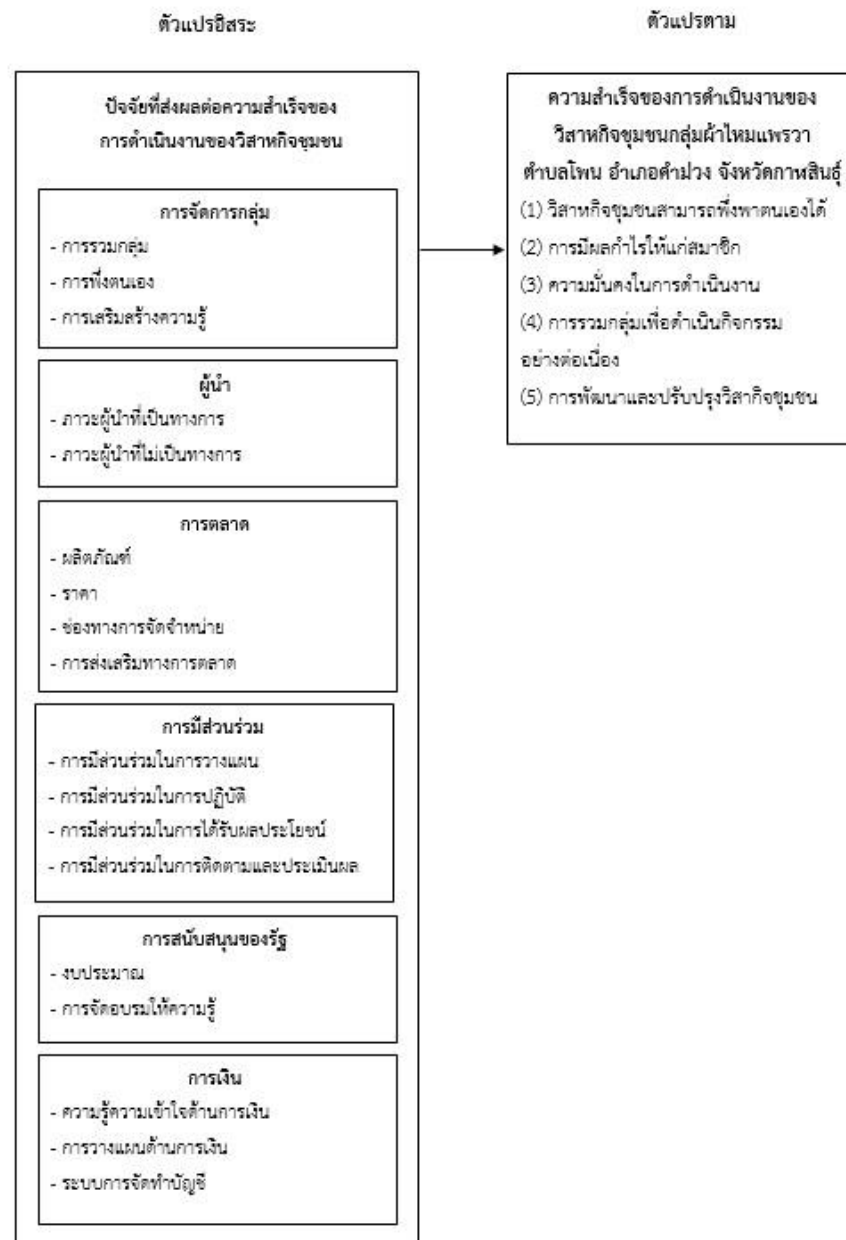 ตัวแปรอิสระ
ตัวแปรตาม
ปัจจัยที่ส่งผลต่อความสำเร็จของ
การดำเนินงานของวิสาหกิจชุมชน
การจัดการกลุ่ม
- การรวมกลุ่ม
- การพึ่งตนเอง
- การเสริมสร้างความรู้
ผู้นำ
- ภาวะผู้นำที่เป็นทางการ
- ภาวะผู้นำที่ไม่เป็นทางการ
การตลาด
- ผลิตภัณฑ์
- ราคา
- ช่องทางการจัดจำหน่าย
- การส่งเสริมทางการตลาด
การมีส่วนร่วม
- การมีส่วนร่วมในการวางแผน
- การมีส่วนร่วมในการปฏิบัติ
- การมีส่วนร่วมในการได้รับผลประโยชน์
- การมีส่วนร่วมในการติดตามและประเมินผล
การสนับสนุนของรัฐ
- งบประมาณ
- การจัดอบรมให้ความรู้
การเงิน
- ความรู้ความเข้าใจด้านการเงิน
- การวางแผนด้านการเงิน
- ระบบการจัดทำบัญชี
ความสำเร็จของการดำเนินงานของ
วิสาหกิจชุมชนกลุ่มผ้าไหมแพรวา
ตำบลโพน อำเภอคำม่วง จังหวัดกาฬสินธุ์
(1) วิสาหกิจชุมชนสามารถพึ่งพาตนเองได้
(2) การมีผลกำไรให้แก่สมาชิก
(3) ความมั่นคงในการดำเนินงาน
(4) การรวมกลุ่มเพื่อดำเนินกิจกรรม
อย่างต่อเนื่อง
(5) การพัฒนาและปรับปรุงวิสากิจชุมชน